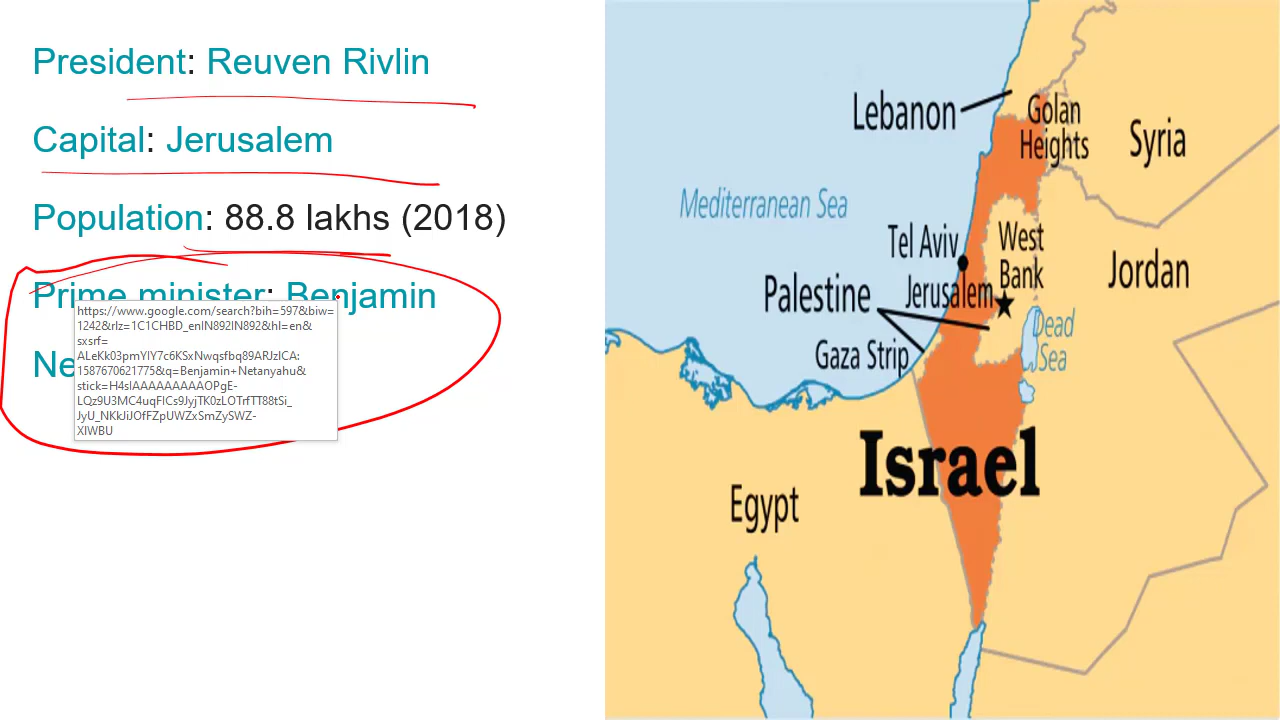 President: Reuven Rivlin
Capital: Jerusalem
Population: 88.8 lakhs (2018)
Prime minister: Benjamin
Ne
https://www.google.com/search?bih=597&biw=
1242&rlz=1C1CHBD_enIN892IN892&hl=en&
sxsrf=
ALeKk03pmYlY7c6KSxNwqsfbq89ARJzICA:
1587670621775&q=Benjamin+Netanyahu&
stick=H4sIAAAAAAAAAOPgE-
LQz9U3MC4uqFICs9JyjTK0zLOTrfTT88tSi_
JyU_NKkJiJOfFZpUWZxSmZySWZ-
XIWBU
Lebanon
Golan
Heights
Syria
Mediterranean Sea
Tel Aviv
West
Bank
Jordan
Palestine
Jerusalem
Gaza Strip
Dead
Sea
Israel
Egypt